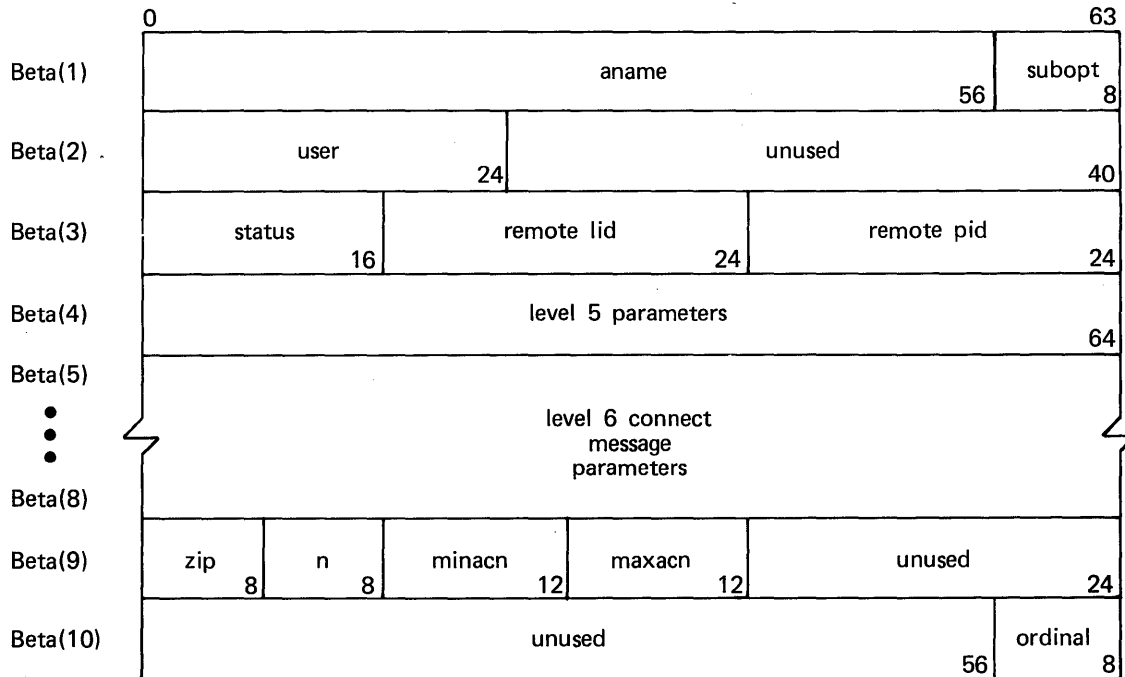 0 63
Beta(1) aname 56 subopt 8
Beta(2) user 24 unused 40
Beta(3) status 16 remote lid 24 remote pid 24
Beta(4) level 5 parameters 64
Beta(5)
level 6 connect
message
parameters
Beta(8)
Beta(9) zip 8 n 8 minacn 12 maxacn 12 unused 24
Beta(10) unused 56 ordinal 8